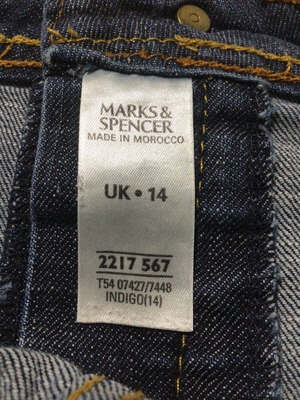 MARKS &
SPENCER
MADE IN MOROCCO
UK • 14
2217 567
T54 07427/7448
INDIGO(14)